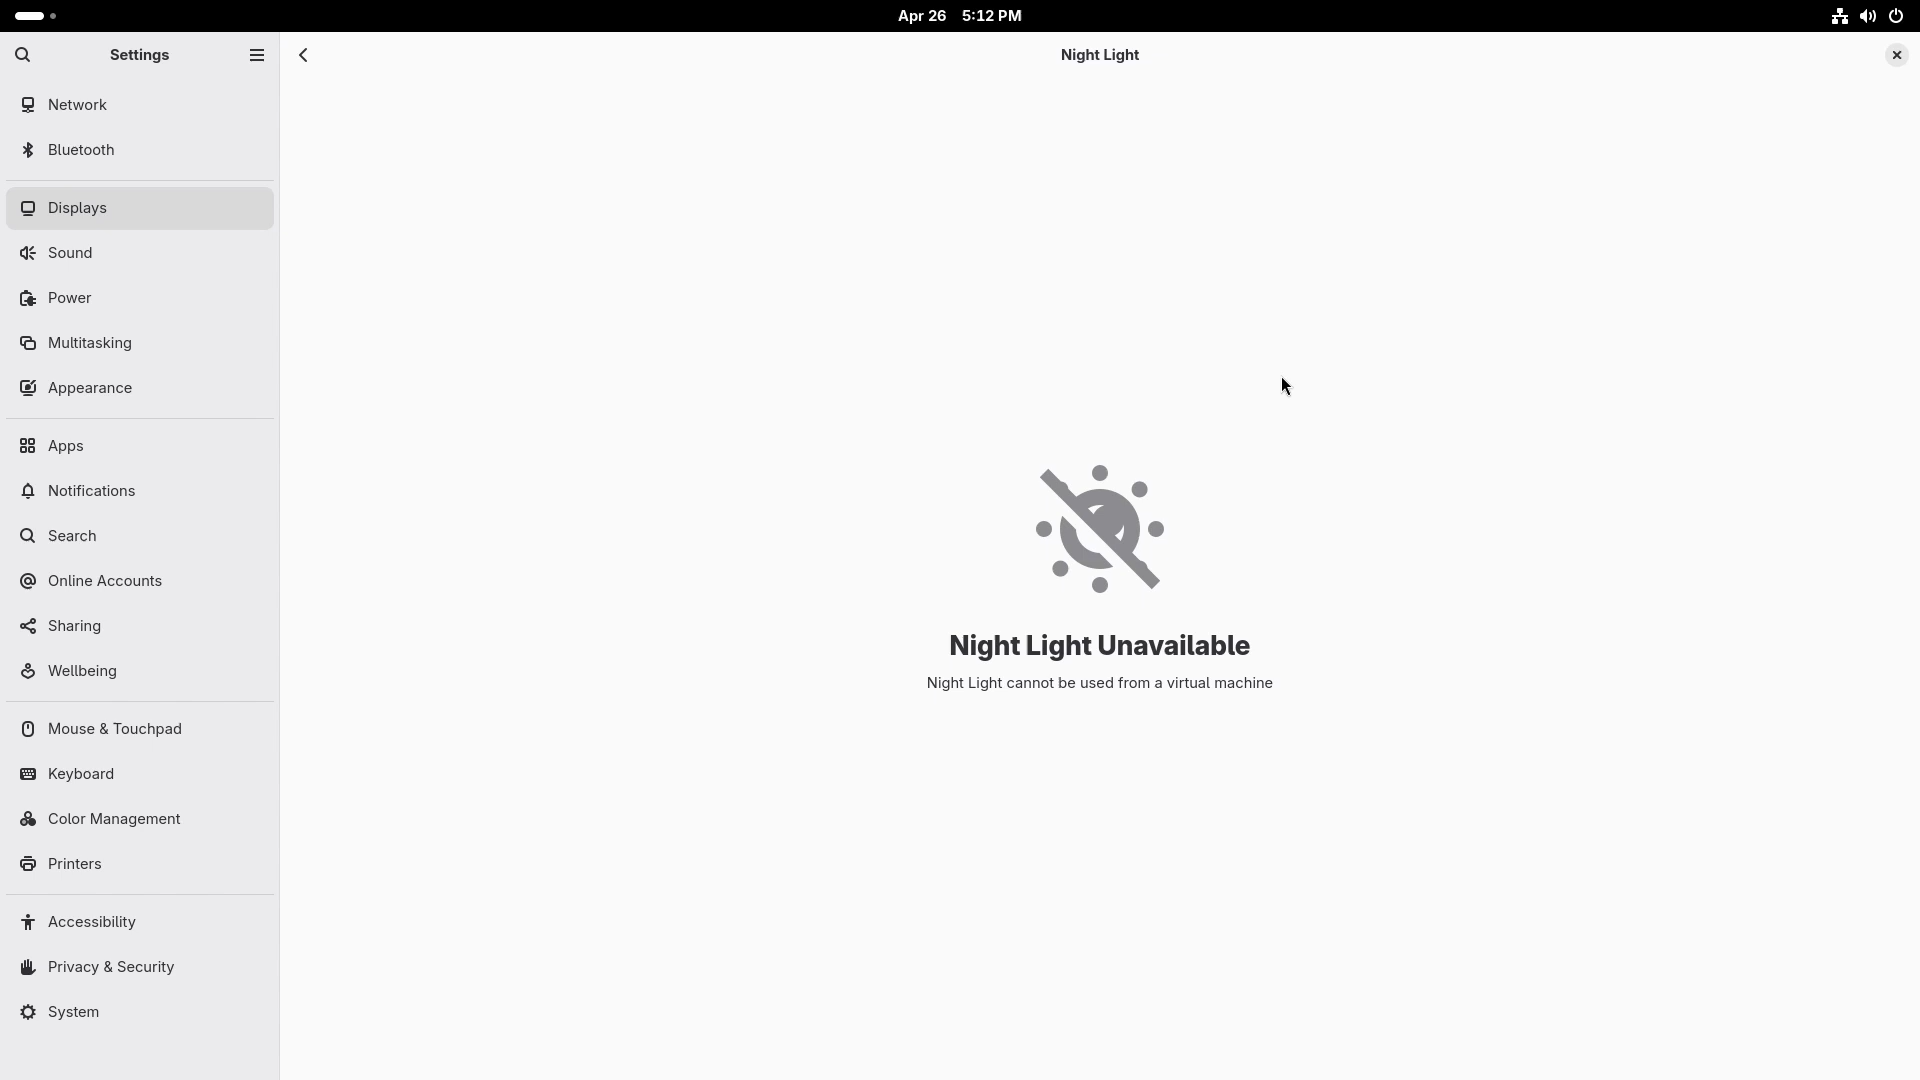 Apr 26 5:12 PM
Settings
Night Light
Network
Bluetooth
Displays
Sound
Power
Multitasking
Appearance
Apps
Notifications
Search
Online Accounts
Sharing
Wellbeing
Mouse & Touchpad
Keyboard
Color Management
Printers
Accessibility
Privacy & Security
System
Night Light Unavailable
Night Light cannot be used from a virtual machine